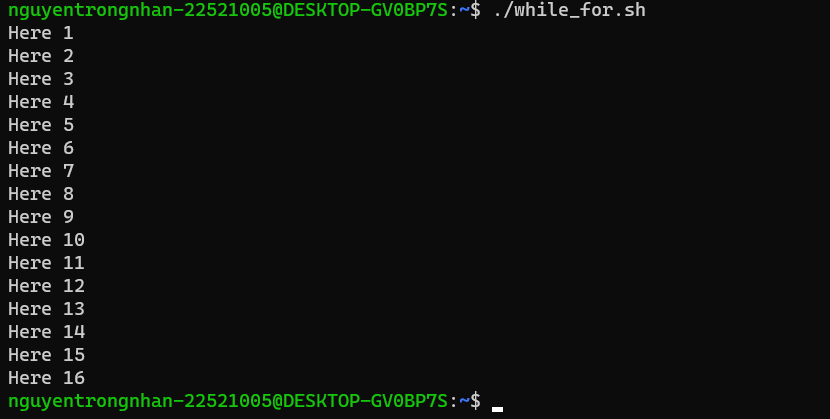 nguyentrongnhan-22521005@DESKTOP-GV0BP7S:~$ ./while_for.sh
Here 1
Here 2
Here 3
Here 4
Here 5
Here 6
Here 7
Here 8
Here 9
Here 10
Here 11
Here 12
Here 13
Here 14
Here 15
Here 16
nguyentrongnhan-22521005@DESKTOP-GV0BP7S:~$